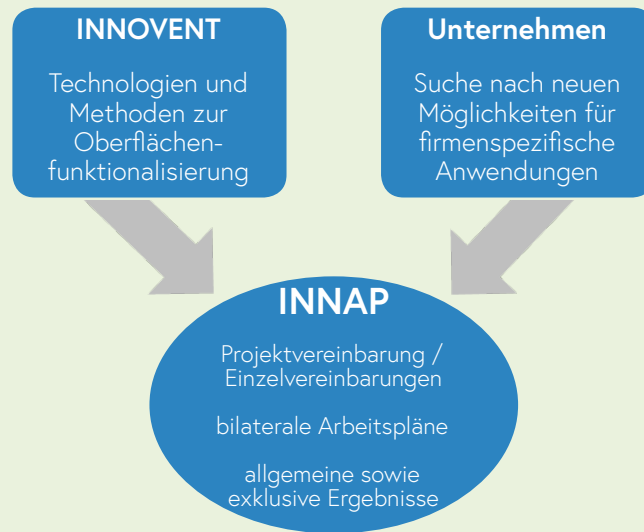 INNOVENT
Technologien und
Methoden zur
Oberflächen-
funktionalisierung
Unternehmen
Suche nach neuen
Möglichkeiten für
firmenspezifische
Anwendungen
INNAP
Projektvereinbarung /
Einzelvereinbarungen
bilaterale Arbeitspläne
allgemeine sowie
exklusive Ergebnisse